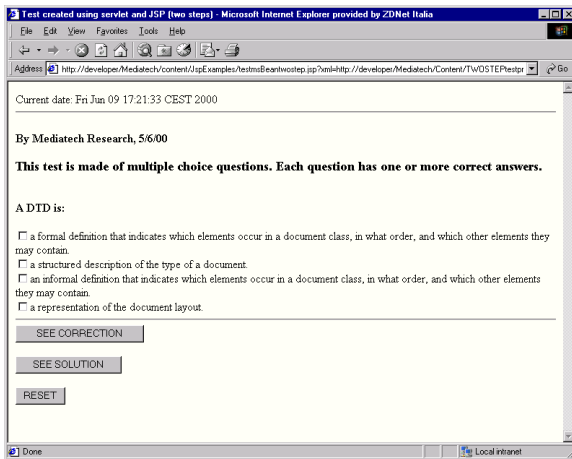 Test created using servlet and JSP (two steps) - Microsoft Internet Explorer provided by ZDNet Italia
File Edit View Favorites Tools Help
Address http://developer/Mediatech/content/JspExamples/testmsBeantwostep.jsp?xml=http://developer/Mediatech/Content/TWOSTEPtestpr Go
Current date: Fri Jun 09 17:21:33 CEST 2000
By Mediatech Research, 5/6/00
This test is made of multiple choice questions. Each question has one or more correct answers.
A DTD is:
a formal definition that indicates which elements occur in a document class, in what order, and which other elements they
may contain.
a structured description of the type of a document.
an informal definition that indicates which elements occur in a document class, in what order, and which other elements
they may contain.
a representation of the document layout.
SEE CORRECTION
SEE SOLUTION
RESET
Done Local intranet